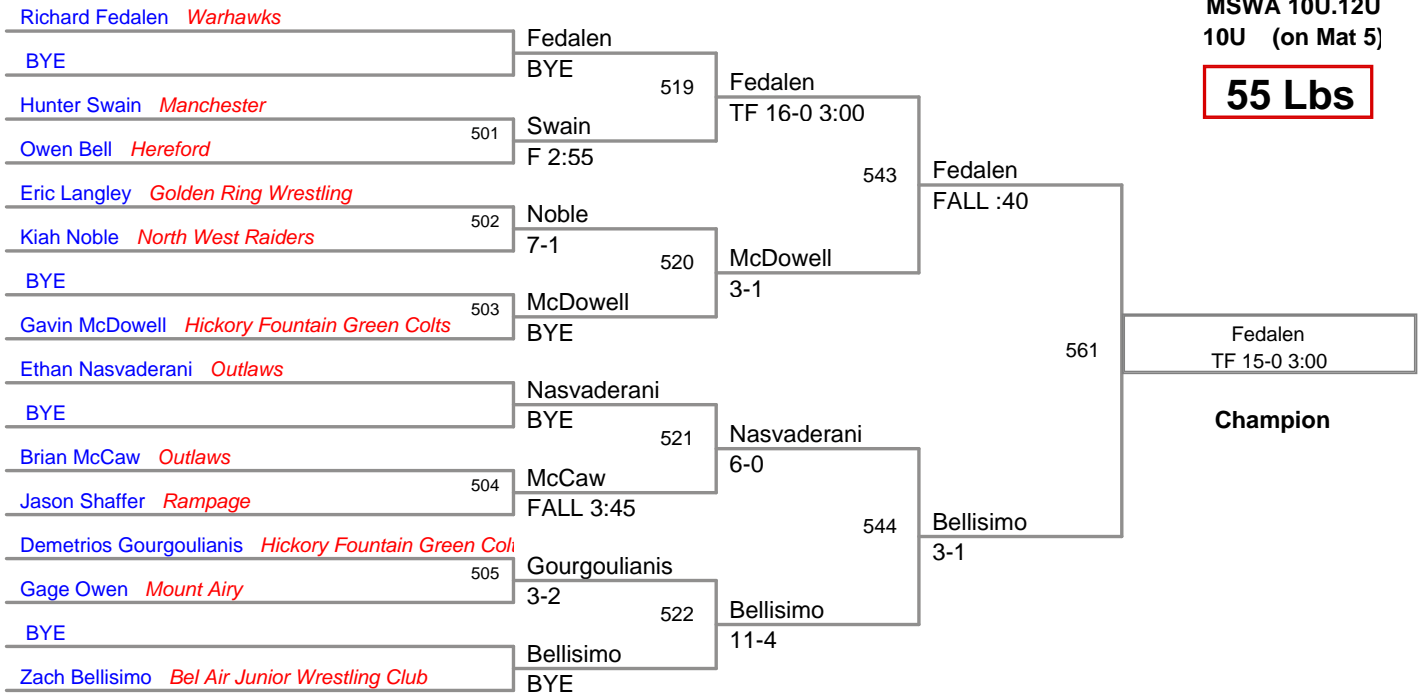 MSWA 10U.12U
10U (on Mat 5)
55 Lbs
Richard Fedalen Warhawks
BYE
Hunter Swain Manchester
Owen Bell Hereford
Eric Langley Golden Ring Wrestling
Kiah Noble North West Raiders
BYE
Gavin McDowell Hickory Fountain Green Colts
Ethan Nasvaderani Outlaws
BYE
Brian McCaw Outlaws
Jason Shaffer Rampage
Demetrios Gourgoulianis Hickory Fountain Green Colt
Gage Owen Mount Airy
BYE
Zach Bellisimo Bel Air Junior Wrestling Club
501
502
503
504
505
Fedalen
BYE
Swain
F 2:55
Noble
7-1
McDowell
BYE
Nasvaderani
BYE
McCaw
FALL 3:45
Gourgoulianis
3-2
Bellisimo
BYE
519
520
521
522
Fedalen
TF 16-0 3:00
McDowell
3-1
Nasvaderani
6-0
Bellisimo
11-4
543
544
Fedalen
FALL :40
Bellisimo
3-1
561
Fedalen
TF 15-0 3:00
Champion